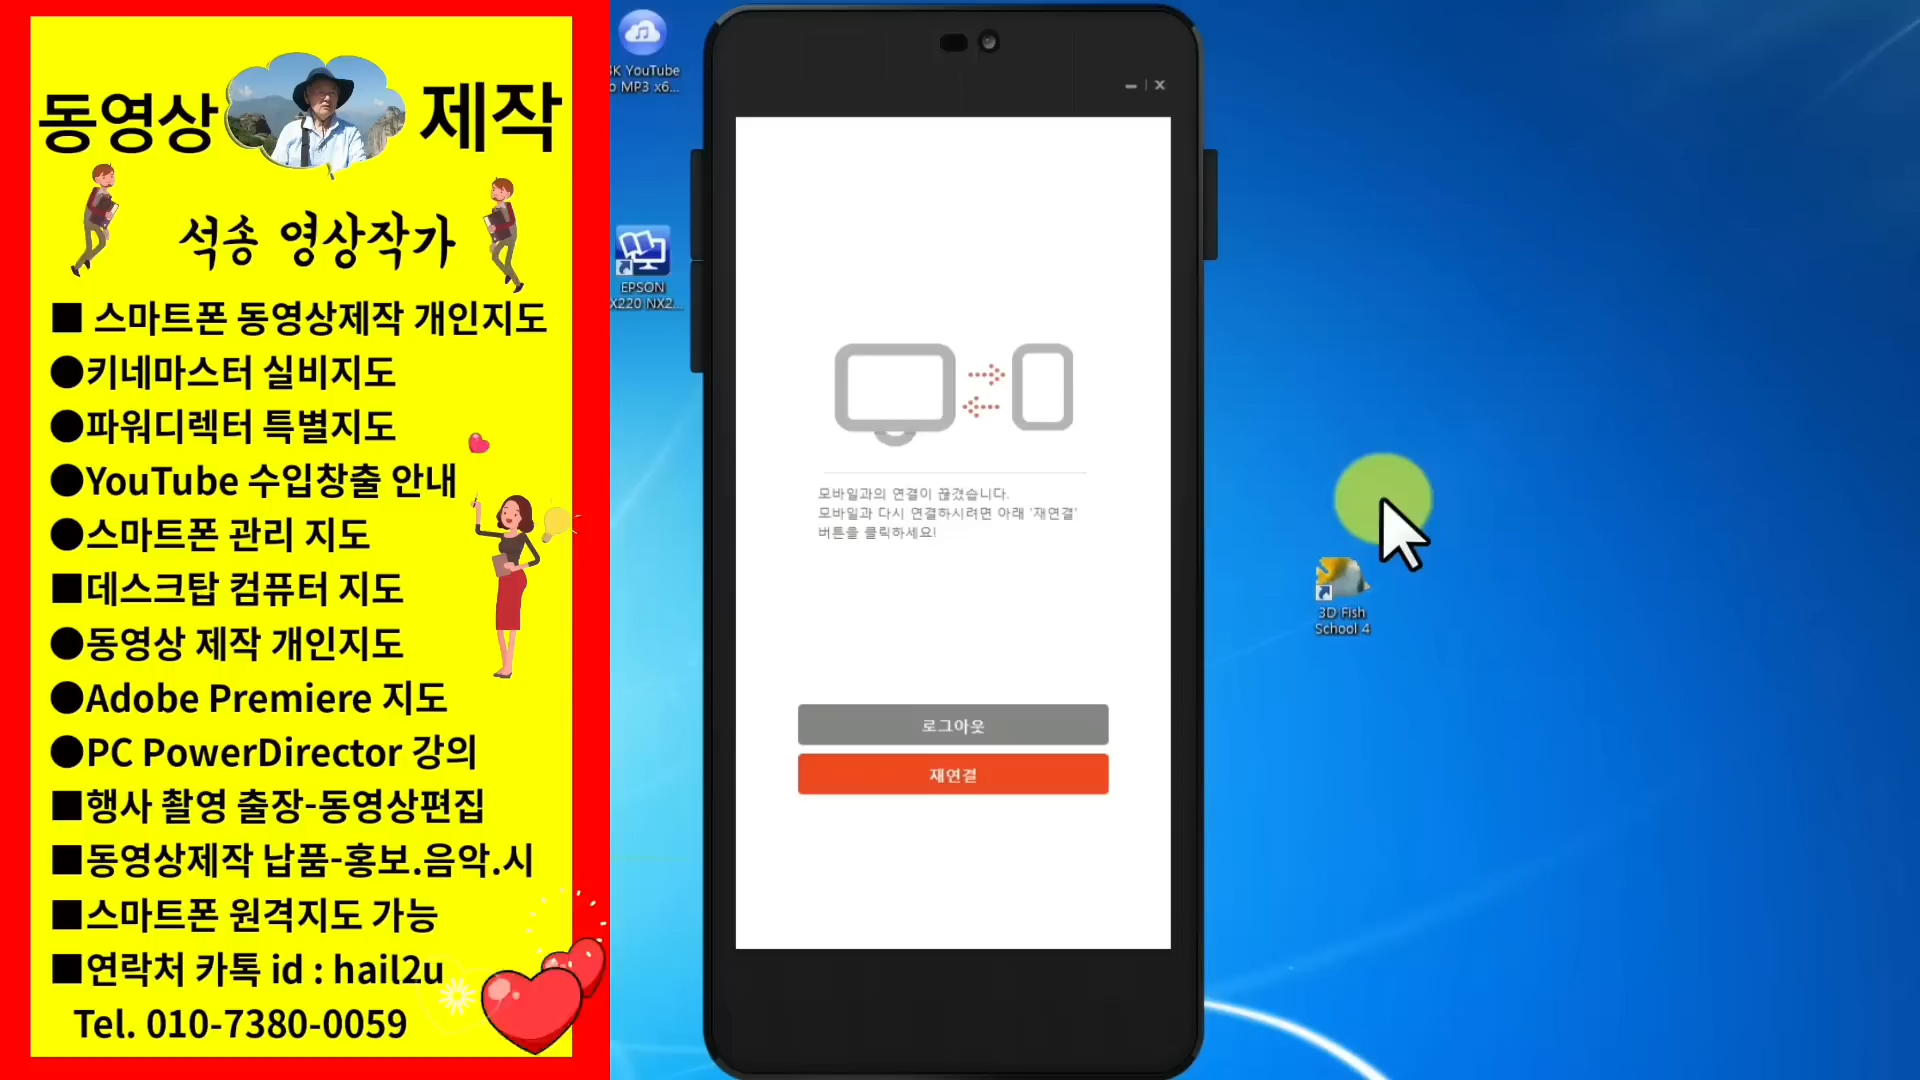 동영상 제작
석송 영상작가
■ 스마트폰 동영상제작 개인지도
●키네마스터 실비지도
●파워디렉터 특별지도
●YouTube 수입창출 안내
●스마트폰 관리 지도
■데스크탑 컴퓨터 지도
●동영상 제작 개인지도
●Adobe Premiere 지도
●PC PowerDirector 강의
■행사 촬영 출장-동영상편집
■동영상제작 납품-홍보.음악.시
■스마트폰 원격지도 가능
■연락처 카톡 id : hail2u
Tel. 010-7380-0059
K YouTube
o MP3 x6...
EPSON
X220 NX2...
모바일과의 연결이 끊겼습니다.
모바일과 다시 연결하시려면 아래 '재연결'
버튼을 클릭하세요!
로그아웃
재연결
3D Fish
School 4